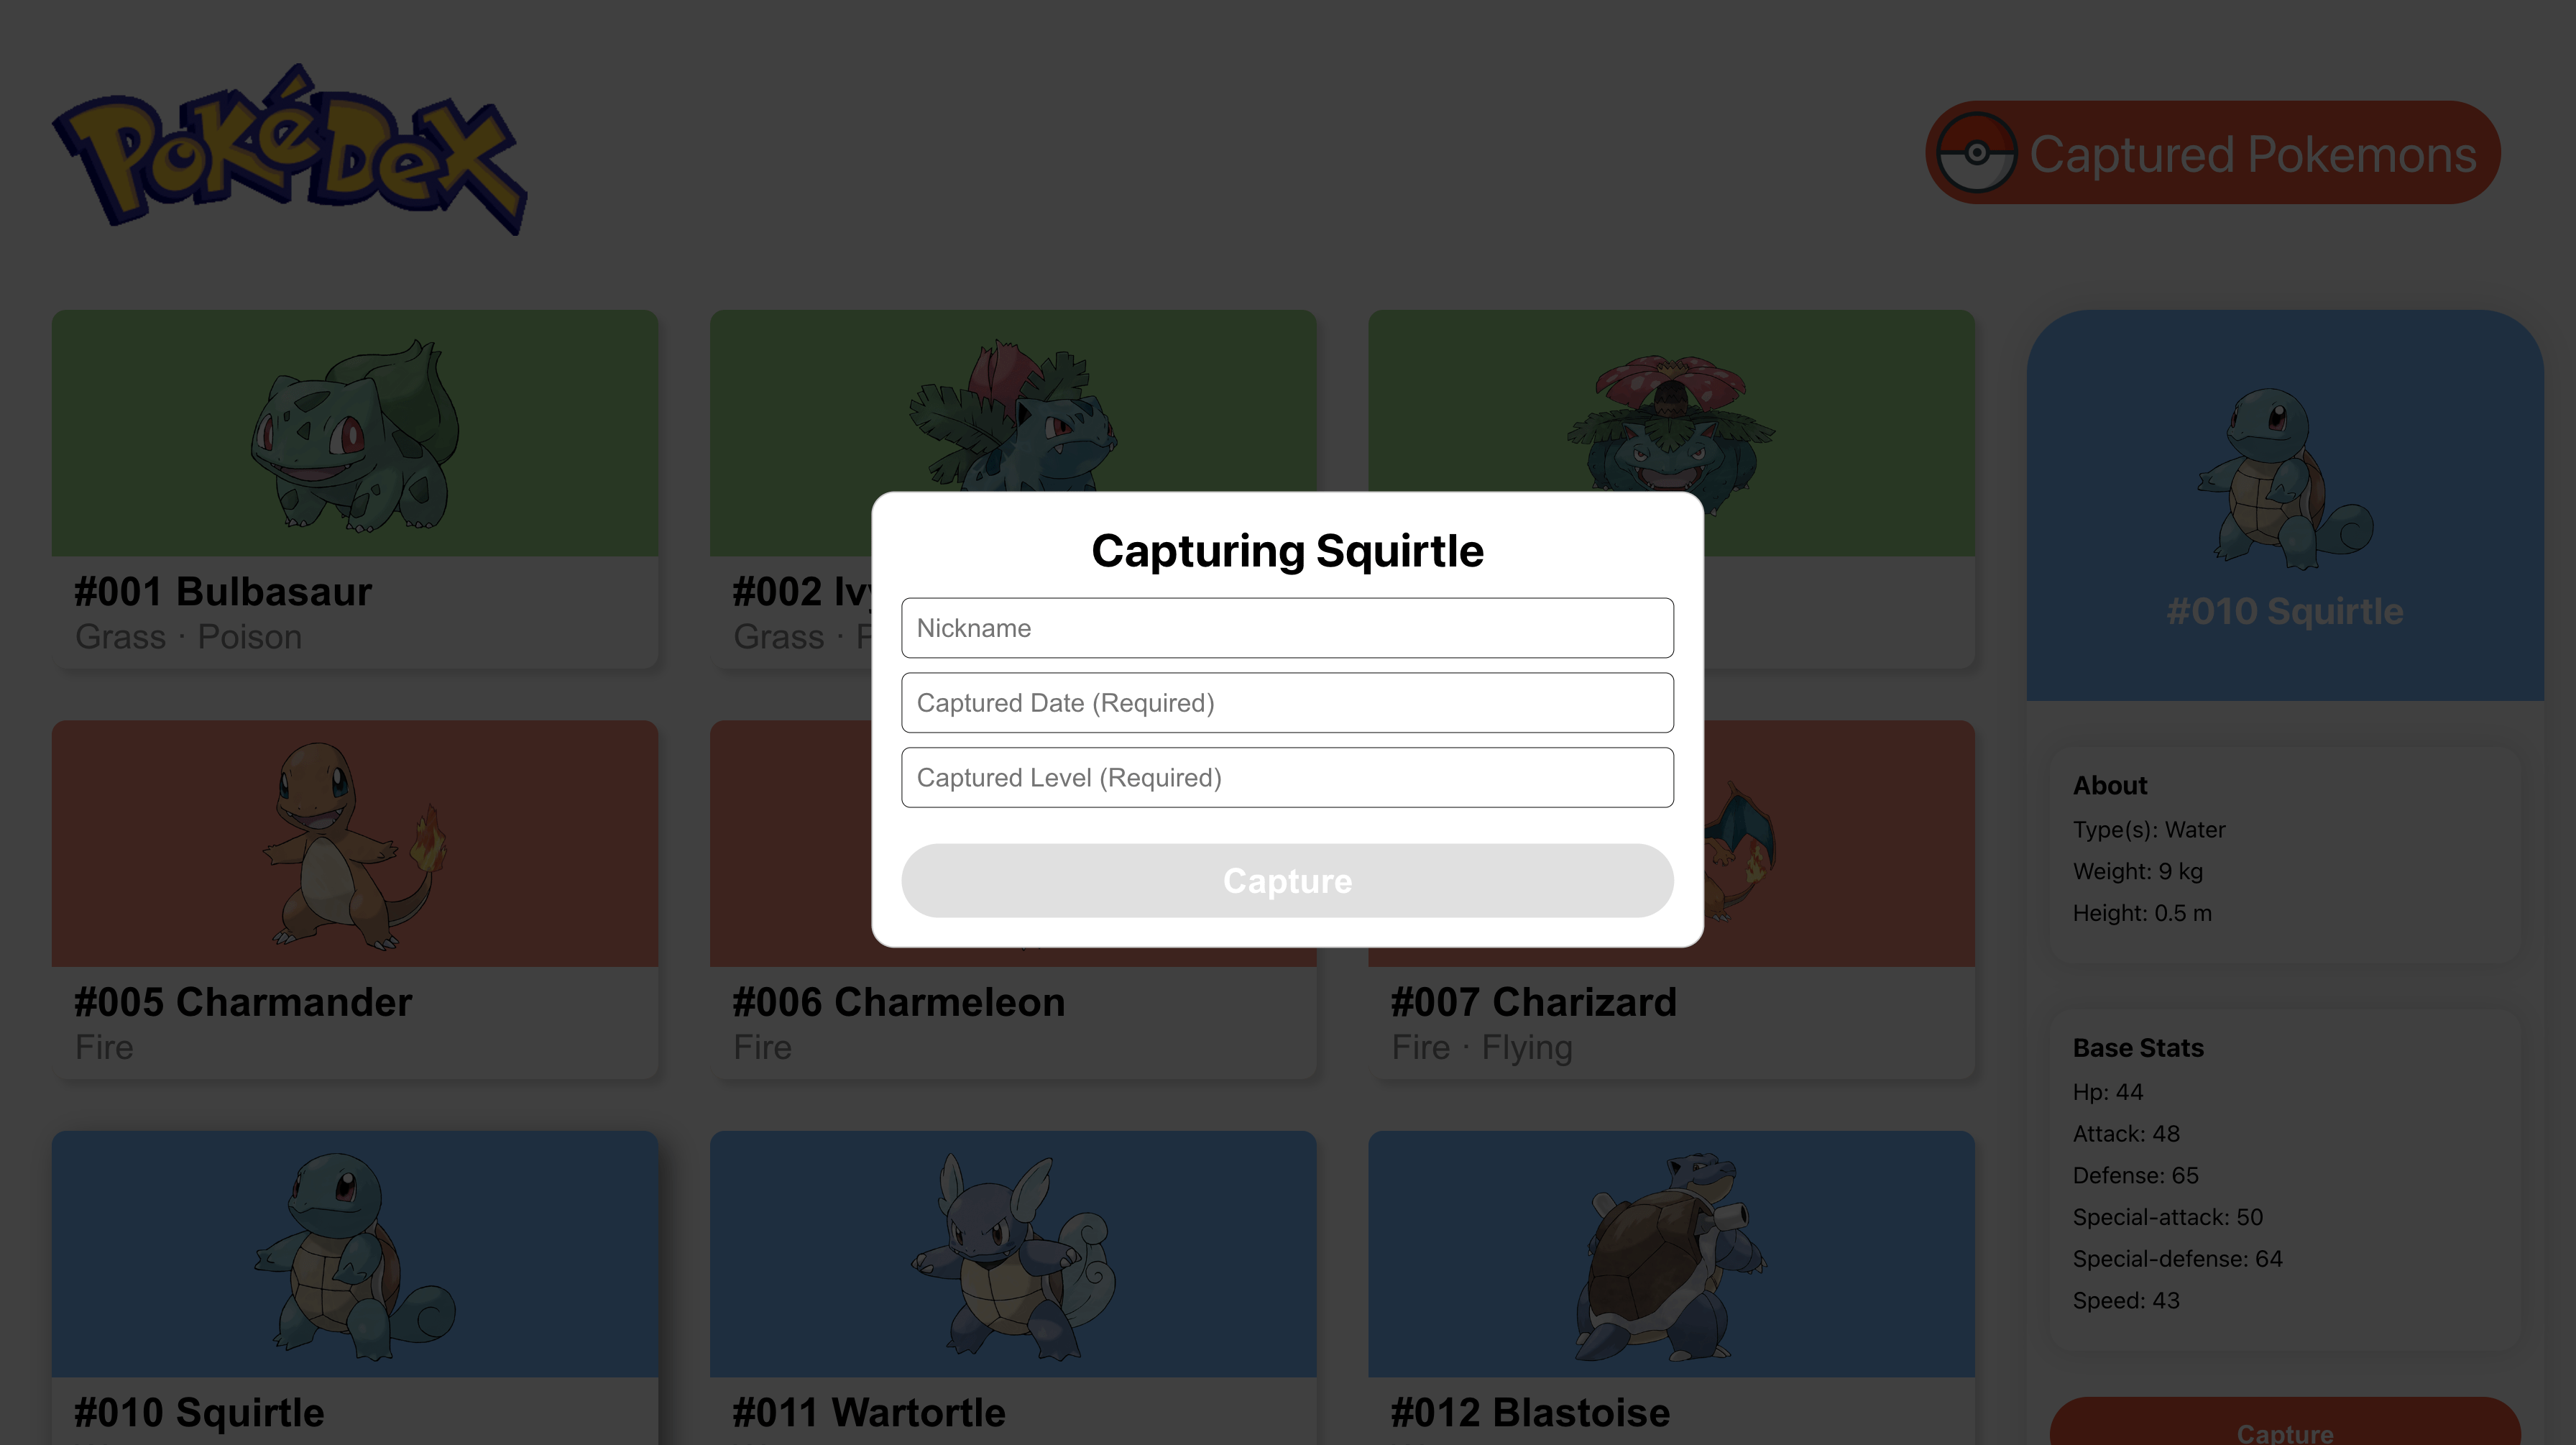 PoKéDex
Captured Pokemons
#001 Bulbasaur
Grass · Poison
#002
Grass ·
#005 Charmander
Fire
#006 Charmeleon
Fire
#007 Charizard
Fire · Flying
#010 Squirtle
#011 Wartortle
#012 Blastoise
Capturing Squirtle
Nickname
Captured Date (Required)
Captured Level (Required)
Capture
#010 Squirtle
About
Type(s): Water
Weight: 9 kg
Height: 0.5 m
Base Stats
Hp: 44
Attack: 48
Defense: 65
Special-attack: 50
Special-defense: 64
Speed: 43
Capture